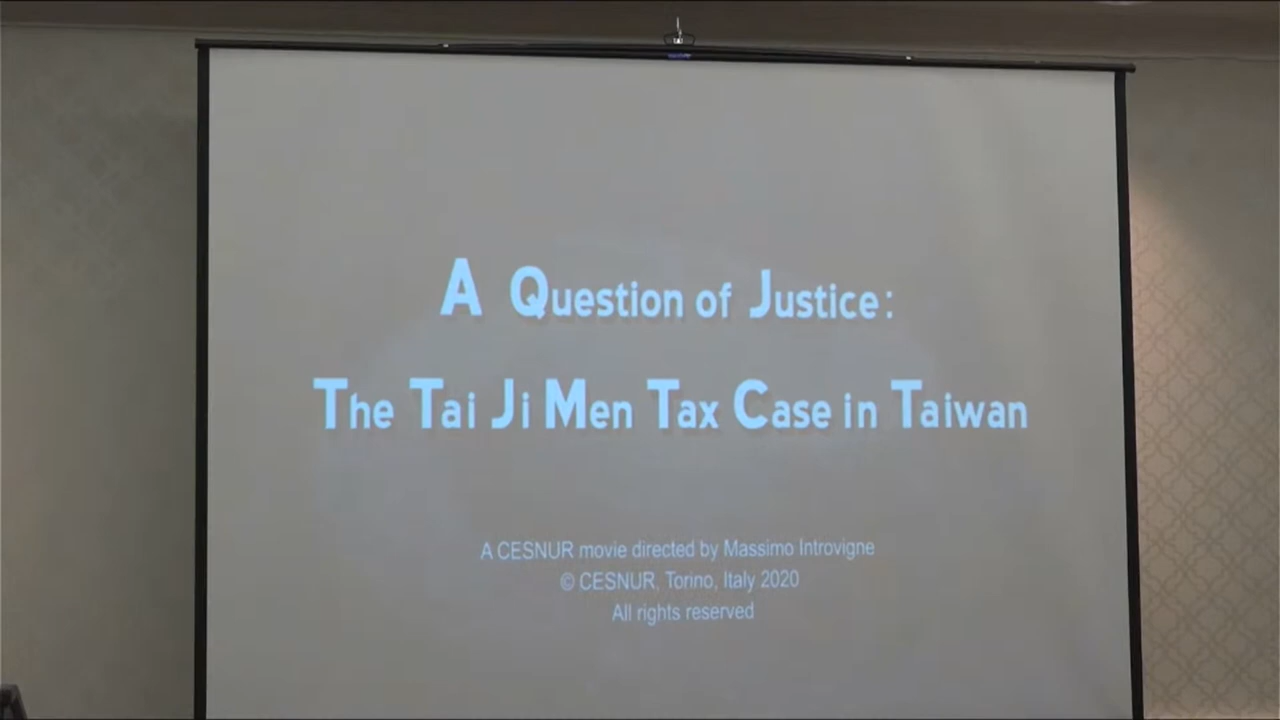 A Question of Justice:
The Tai Ji Men Tax Case in Taiwan
A CESNUR movie directed by Massimo Introvigne
© CESNUR, Torino, Italy 2020
All rights reserved